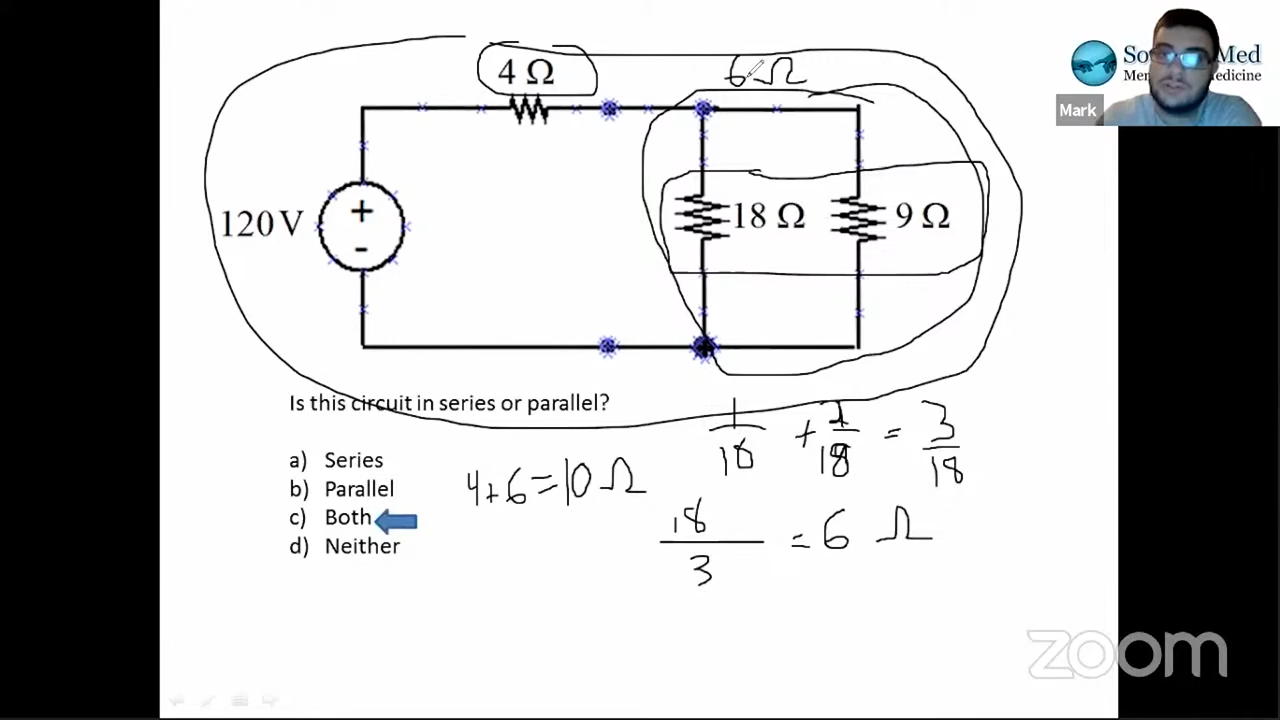 4 Ω
6 Ω
Mark
120 V
+
-
18 Ω
9 Ω
Is this circuit in series or parallel?
a) Series
b) Parallel
c) Both
d) Neither
4+6=10 Ω
1/18 + 2/18 = 3/18
18/3 = 6 Ω
zoom